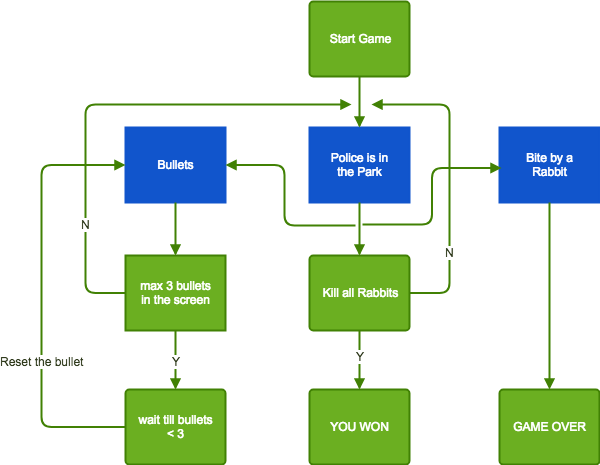 Start Game
Bullets
Police is in
the Park
Bite by a
Rabbit
N
N
max 3 bullets
in the screen
Kill all Rabbits
Y
Y
Reset the bullet
wait till bullets
< 3
YOU WON
GAME OVER